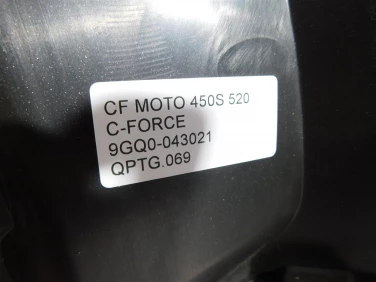 CF MOTO 450S 520
C-FORCE
9GQ0-043021
QPTG.069